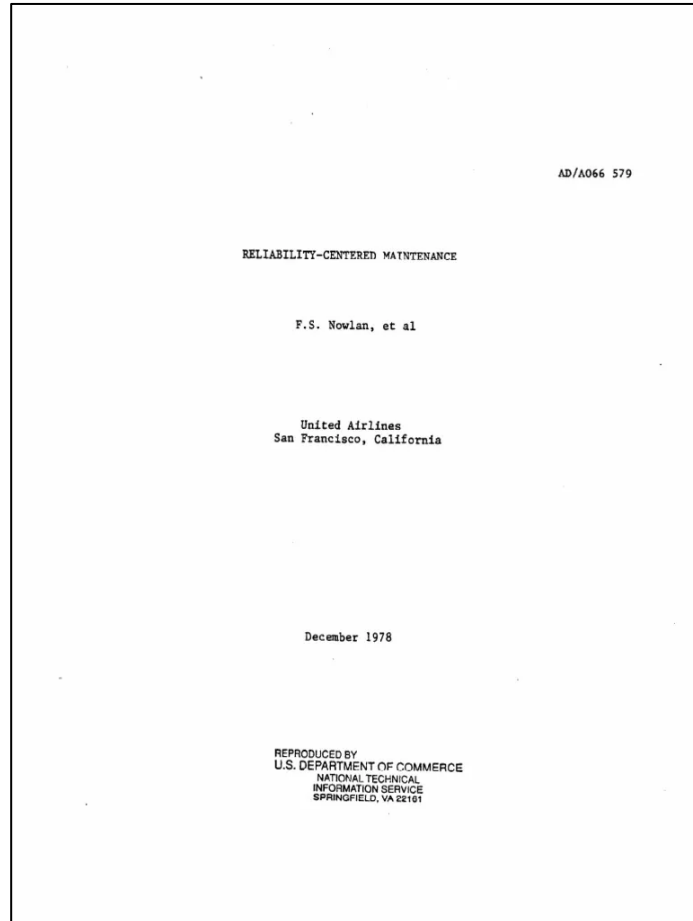 AD/A066 579
RELIABILITY-CENTERED MAINTENANCE
F.S. Nowlan, et al
United Airlines
San Francisco, California
December 1978
REPRODUCED BY
U.S. DEPARTMENT OF COMMERCE
NATIONAL TECHNICAL
INFORMATION SERVICE
SPRINGFIELD, VA 22161